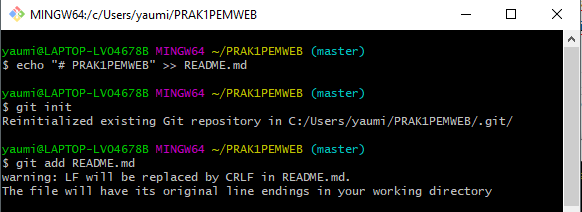 MINGW64:/c/Users/yaumi/PRAK1PEMWEB
yaumi@LAPTOP-LVO4678B MINGW64 ~/PRAK1PEMWEB (master)
$ echo "# PRAK1PEMWEB" >> README.md
yaumi@LAPTOP-LVO4678B MINGW64 ~/PRAK1PEMWEB (master)
$ git init
Reinitialized existing Git repository in C:/Users/yaumi/PRAK1PEMWEB/.git/
yaumi@LAPTOP-LVO4678B MINGW64 ~/PRAK1PEMWEB (master)
$ git add README.md
warning: LF will be replaced by CRLF in README.md.
The file will have its original line endings in your working directory